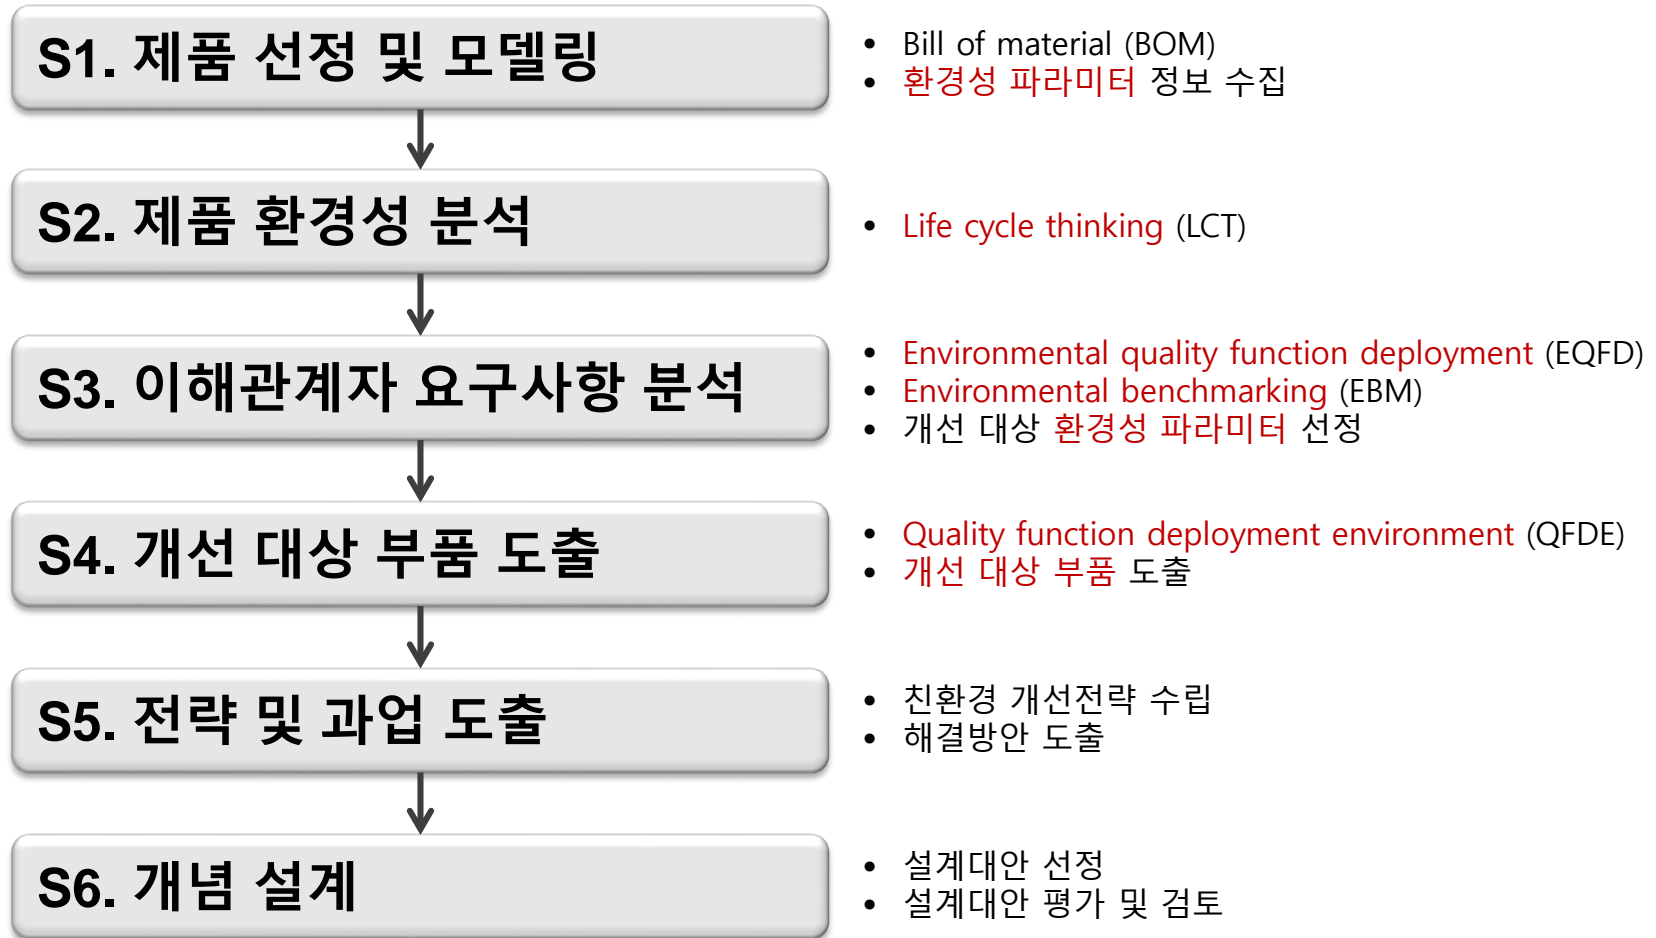 S1. 제품 선정 및 모델링
• Bill of material (BOM)
• 환경성 파라미터 정보 수집
S2. 제품 환경성 분석
• Life cycle thinking (LCT)
S3. 이해관계자 요구사항 분석
• Environmental quality function deployment (EQFD)
• Environmental benchmarking (EBM)
• 개선 대상 환경성 파라미터 선정
S4. 개선 대상 부품 도출
• Quality function deployment environment (QFDE)
• 개선 대상 부품 도출
S5. 전략 및 과업 도출
• 친환경 개선전략 수립
• 해결방안 도출
S6. 개념 설계
• 설계대안 선정
• 설계대안 평가 및 검토